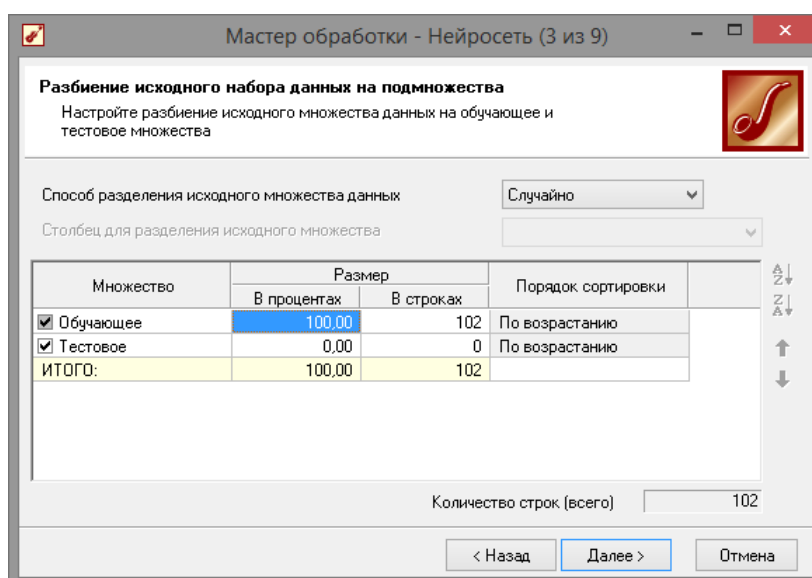 Мастер обработки - Нейросеть (3 из 9)
Разбиение исходного набора данных на подмножества
Настройте разбиение исходного множества данных на обучающее и
тестовое множества
Способ разделения исходного множества данных Случайно
Столбец для разделения исходного множества
Множество Размер Порядок сортировки
В процентах В строках
Обучающее 100,00 102 По возрастанию
Тестовое 0,00 0 По возрастанию
ИТОГО: 100,00 102
Количество строк (всего) 102
< Назад Далее > Отмена